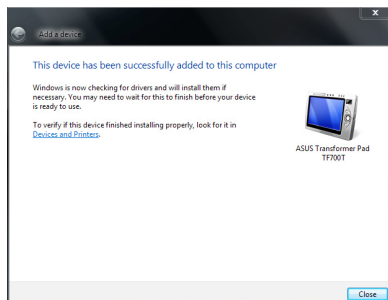 Add a device
This device has been successfully added to this computer
Windows is now checking for drivers and will install them if
necessary. You may need to wait for this to finish before your device
is ready to use.
To verify if this device finished installing properly, look for it in
Devices and Printers.
ASUS Transformer Pad
TF700T
Close